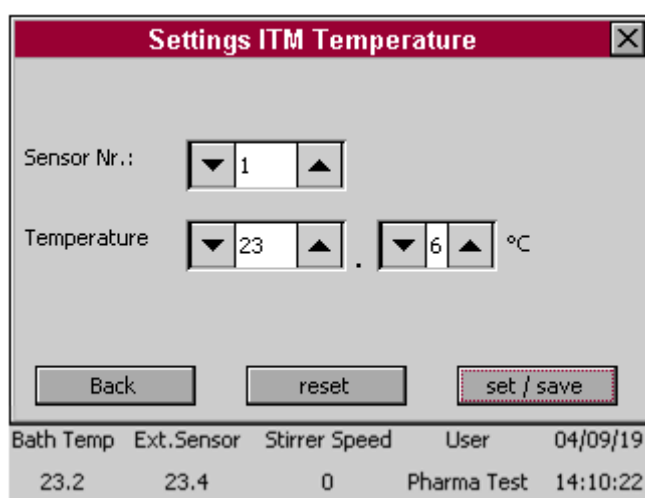 Settings ITM Temperature
Sensor Nr.: 1
Temperature 23 . 6 °C
Back reset set / save
Bath Temp Ext.Sensor Stirrer Speed User 04/09/19
23.2 23.4 0 Pharma Test 14:10:22